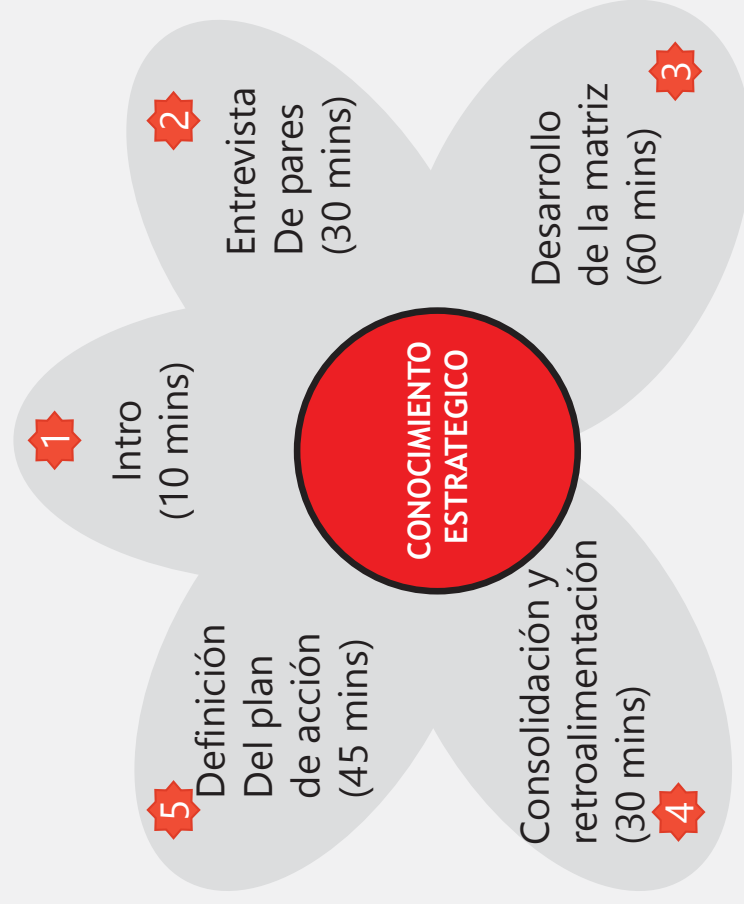 1
Intro
(10 mins)
2
Entrevista
De pares
(30 mins)
3
Desarrollo
de la matriz
(60 mins)
4
Consolidación y
retroalimentación
(30 mins)
5
Definición
Del plan
de acción
(45 mins)
CONOCIMIENTO
ESTRATEGICO